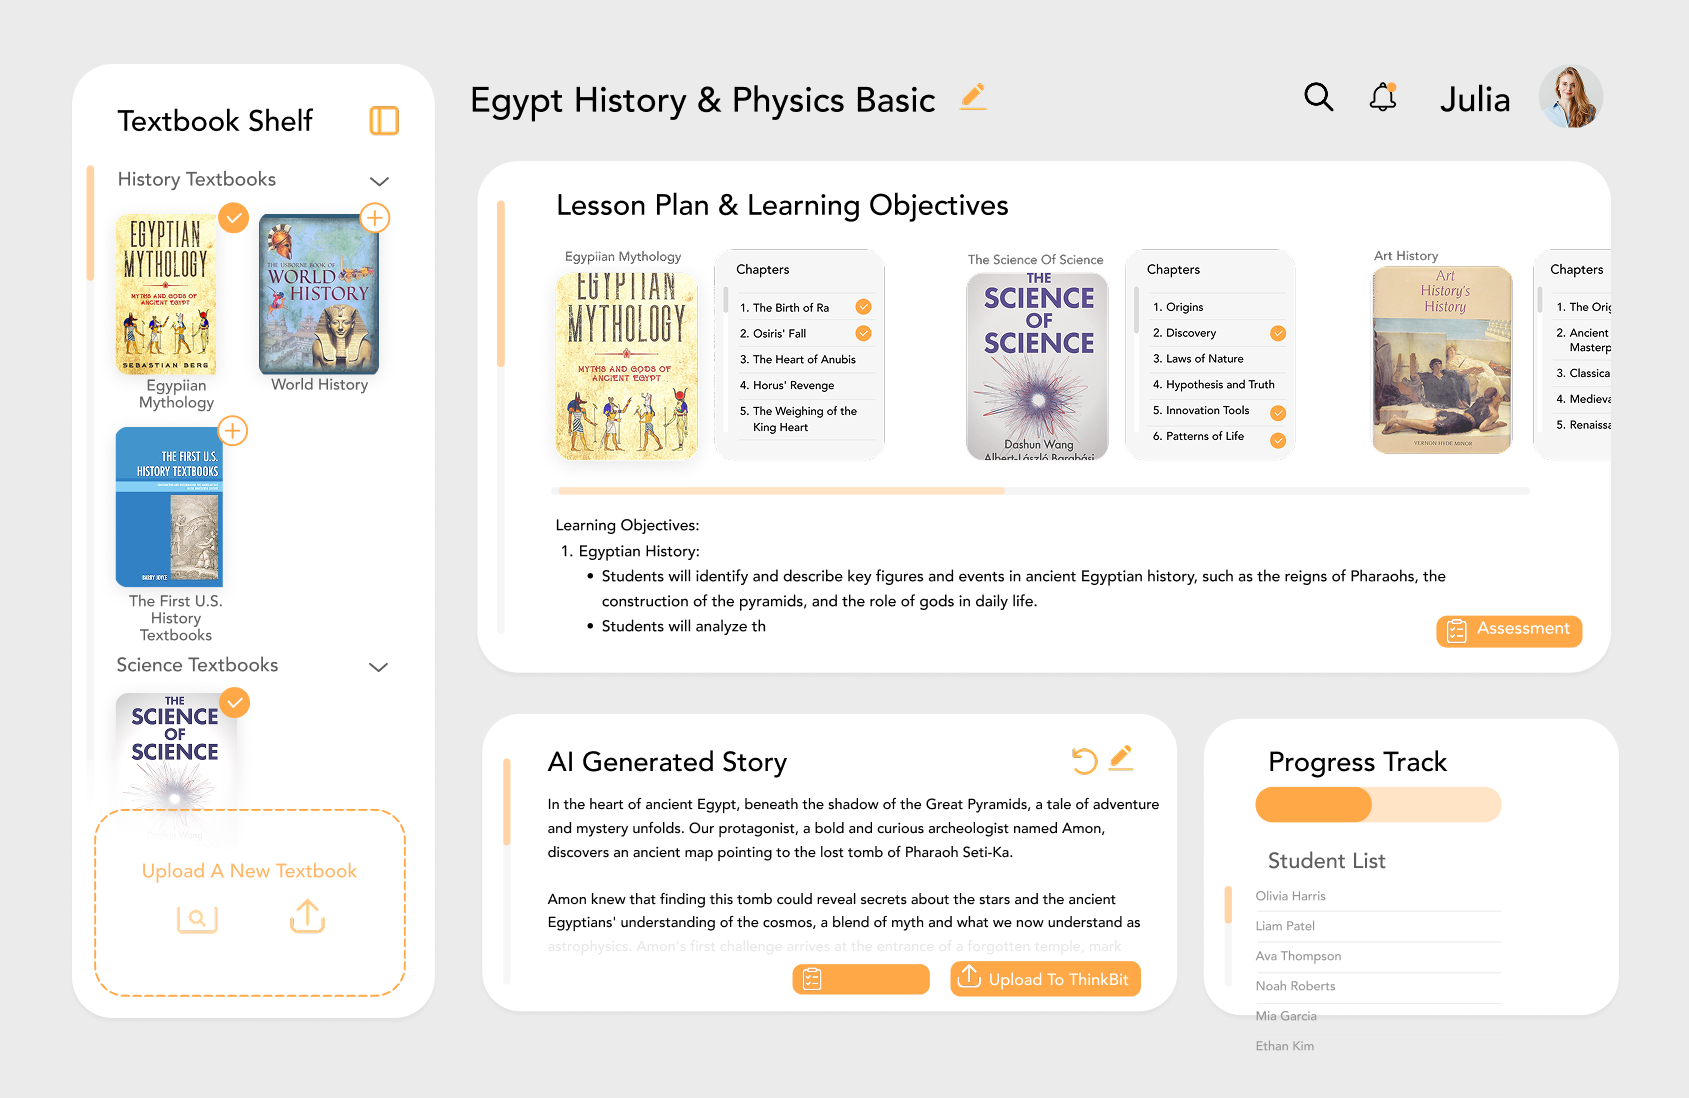 Textbook Shelf
History Textbooks
EGYPTIAN
MYTHOLOGY
MYTHS AND GODS OF
ANCIENT EGYPT
SEBASTIAN BERG
Egypiian
Mythology
THE USBORNE BOOK OF
WORLD
HISTORY
World History
THE FIRST U.S.
HISTORY TEXTBOOKS
BARRY JOYCE
The First U.S.
History
Textbooks
Science Textbooks
THE
SCIENCE
OF
SCIENCE
Upload A New Textbook
Egypt History & Physics Basic
Julia
Lesson Plan & Learning Objectives
Egypiian Mythology
EGYPTIAN
MYTHOLOGY
MYTHS AND GODS OF
ANCIENT EGYPT
Chapters
1. The Birth of Ra
2. Osiris' Fall
3. The Heart of Anubis
4. Horus' Revenge
5. The Weighing of the
King Heart
The Science Of Science
THE
SCIENCE
OF
SCIENCE
Dashun Wang
Albert-László Barabási
Chapters
1. Origins
2. Discovery
3. Laws of Nature
4. Hypothesis and Truth
5. Innovation Tools
6. Patterns of Life
Art History
Art
History's
History
VERNON HYDE MINOR
Chapters
1. The Orig
2. Ancient
Masterp
3. Classica
4. Medieva
5. Renaissa
Learning Objectives:
1. Egyptian History:
• Students will identify and describe key figures and events in ancient Egyptian history, such as the reigns of Pharaohs, the
construction of the pyramids, and the role of gods in daily life.
• Students will analyze th
Assessment
AI Generated Story
In the heart of ancient Egypt, beneath the shadow of the Great Pyramids, a tale of adventure
and mystery unfolds. Our protagonist, a bold and curious archeologist named Amon,
discovers an ancient map pointing to the lost tomb of Pharaoh Seti-Ka.
Amon knew that finding this tomb could reveal secrets about the stars and the ancient
Egyptians' understanding of the cosmos, a blend of myth and what we now understand as
astrophysics. Amon's first challenge arrives at the entrance of a forgotten temple, mark
Upload To ThinkBit
Progress Track
Student List
Olivia Harris
Liam Patel
Ava Thompson
Noah Roberts
Mia Garcia
Ethan Kim